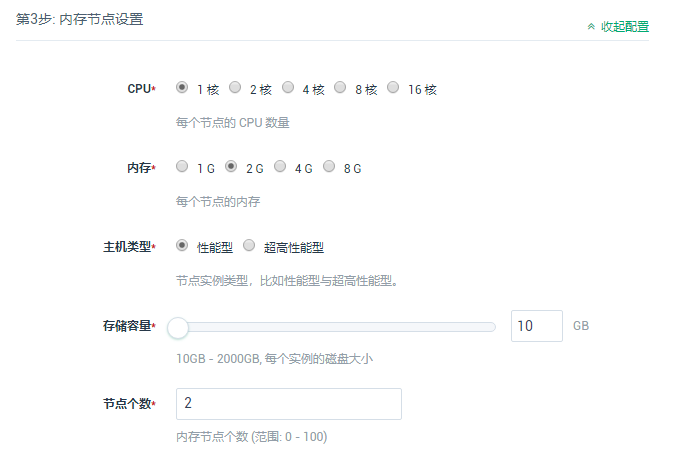 第3步: 内存节点设置
收起配置
CPU* 1 核 2 核 4 核 8 核 16 核
每个节点的 CPU 数量
内存* 1 G 2 G 4 G 8 G
每个节点的内存
主机类型* 性能型 超高性能型
节点实例类型，比如性能型与超高性能型。
存储容量* 10 GB
10GB - 2000GB, 每个实例的磁盘大小
节点个数* 2
内存节点个数 (范围: 0 - 100)